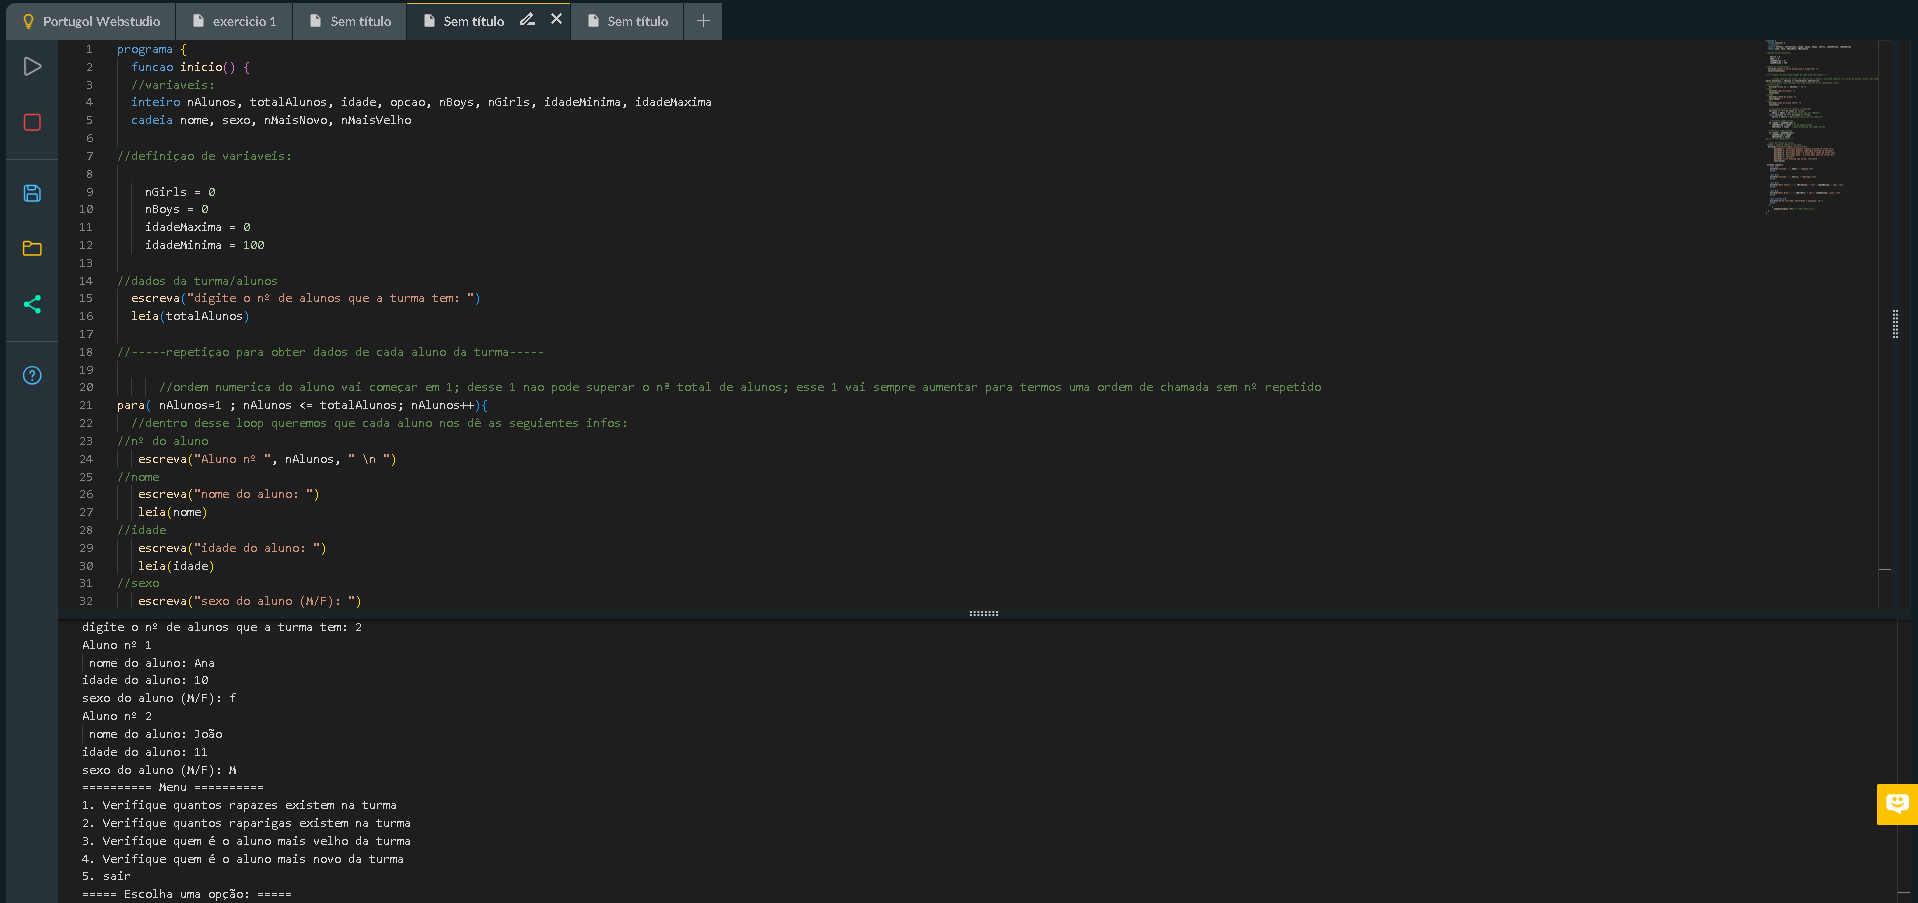 Portugol Webstudio
exercicio 1
Sem título
Sem título
Sem título
1 programa {
2 funcao inicio() {
3 //variaveis:
4 inteiro nAlunos, totalAlunos, idade, opcao, nBoys, nGirls, idadeMinima, idadeMaxima
5 cadeia nome, sexo, nMaisNovo, nMaisVelho
6
7 //definiçao de variaveis:
8
9 nGirls = 0
10 nBoys = 0
11 idadeMaxima = 0
12 idadeMinima = 100
13
14 //dados da turma/alunos
15 escreva("digite o nº de alunos que a turma tem: ")
16 leia(totalAlunos)
17
18 //-----repetiçao para obter dados de cada aluno da turma-----
19
20 //ordem numerica do aluno vai começar em 1; desse 1 nao pode superar o nª total de alunos; esse 1 vai sempre aumentar para termos uma ordem de chamada sem nº repetido
21 para( nAlunos=1 ; nAlunos <= totalAlunos; nAlunos++){
22 //dentro desse loop queremos que cada aluno nos dê as seguientes infos:
23 //nº do aluno
24 escreva("Aluno nº ", nAlunos, " \n ")
25 //nome
26 escreva("nome do aluno: ")
27 leia(nome)
28 //idade
29 escreva("idade do aluno: ")
30 leia(idade)
31 //sexo
32 escreva("sexo do aluno (M/F): ")
digite o nº de alunos que a turma tem: 2
Aluno nº 1
nome do aluno: Ana
idade do aluno: 10
sexo do aluno (M/F): f
Aluno nº 2
nome do aluno: João
idade do aluno: 11
sexo do aluno (M/F): M
========== Menu ==========
1. Verifique quantos rapazes existem na turma
2. Verifique quantos raparigas existem na turma
3. Verifique quem é o aluno mais velho da turma
4. Verifique quem é o aluno mais novo da turma
5. sair
===== Escolha uma opção: =====